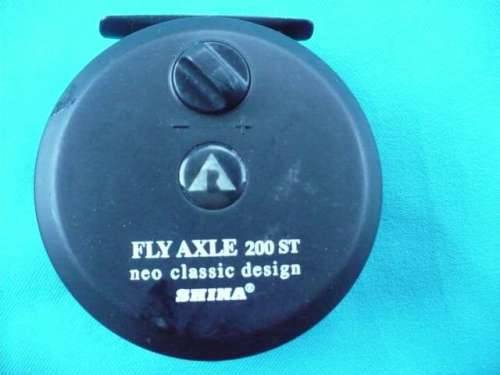 - +
FLY AXLE 200 ST
neo classic design
SHINA®